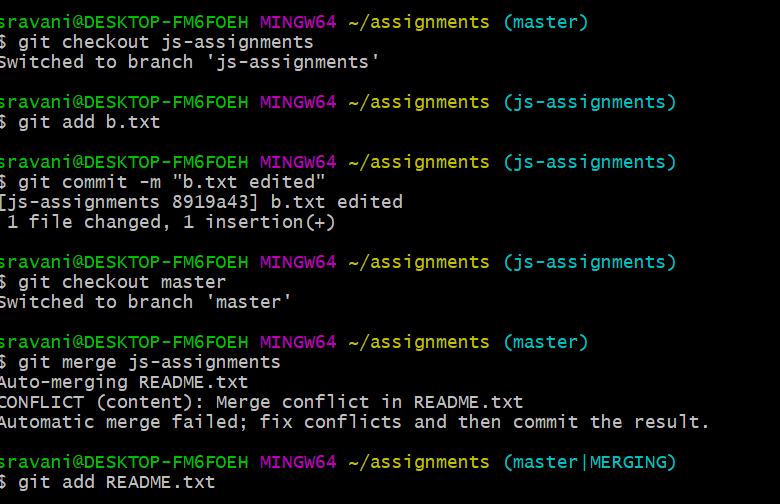 sravani@DESKTOP-FM6FOEH MINGW64 ~/assignments (master)
$ git checkout js-assignments
Switched to branch 'js-assignments'
sravani@DESKTOP-FM6FOEH MINGW64 ~/assignments (js-assignments)
$ git add b.txt
sravani@DESKTOP-FM6FOEH MINGW64 ~/assignments (js-assignments)
$ git commit -m "b.txt edited"
[js-assignments 8919a43] b.txt edited
1 file changed, 1 insertion(+)
sravani@DESKTOP-FM6FOEH MINGW64 ~/assignments (js-assignments)
$ git checkout master
Switched to branch 'master'
sravani@DESKTOP-FM6FOEH MINGW64 ~/assignments (master)
$ git merge js-assignments
Auto-merging README.txt
CONFLICT (content): Merge conflict in README.txt
Automatic merge failed; fix conflicts and then commit the result.
sravani@DESKTOP-FM6FOEH MINGW64 ~/assignments (master|MERGING)
$ git add README.txt